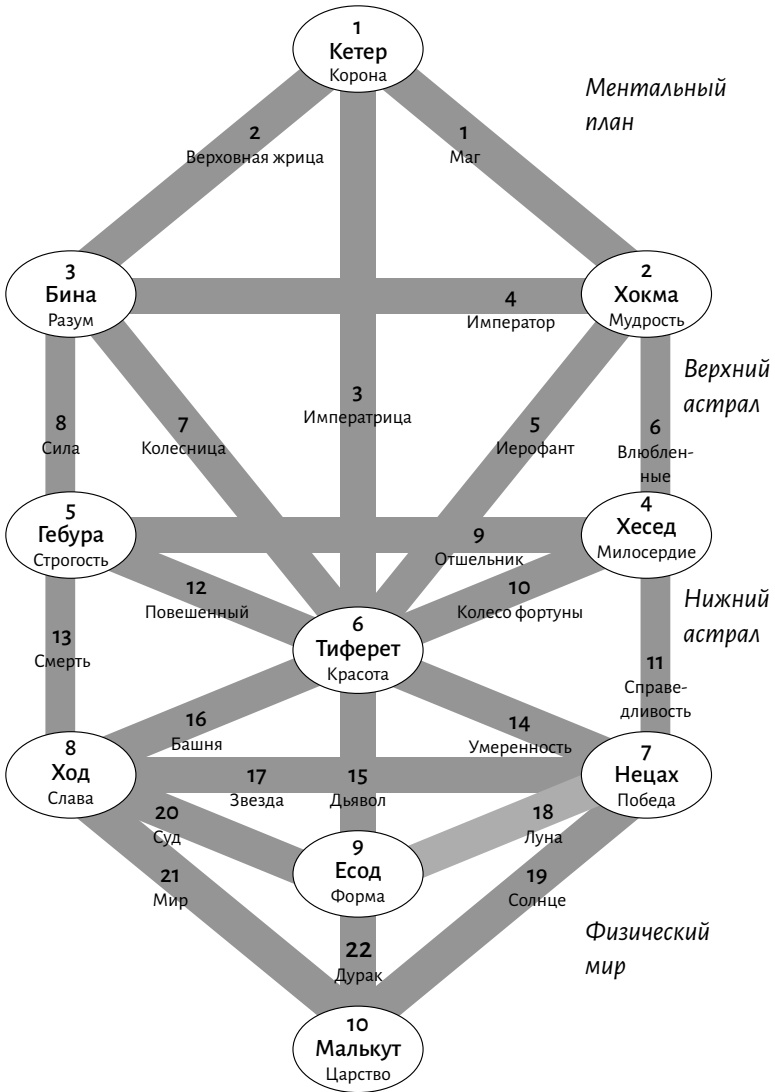 1
Кетер
Корона
Ментальный
план
2
Верховная жрица
1
Маг
3
Бина
Разум
2
Хокма
Мудрость
4
Император
Верхний
астрал
3
Императрица
8
Сила
7
Колесница
5
Иерофант
6
Влюблен-
ные
5
Гебура
Строгость
4
Хесед
Милосердие
9
Отшельник
12
Повешенный
10
Колесо фортуны
Нижний
астрал
6
Тиферет
Красота
13
Смерть
11
Справе-
дливость
16
Башня
14
Умеренность
8
Ход
Слава
7
Нецах
Победа
17
Звезда
15
Дьявол
20
Суд
18
Луна
9
Есод
Форма
21
Мир
19
Солнце
Физический
мир
22
Дурак
10
Малькут
Царство